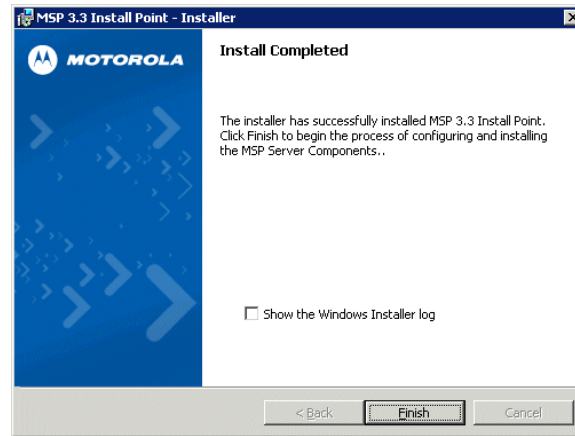 MSP 3.3 Install Point - Installer
MOTOROLA
Install Completed
The installer has successfully installed MSP 3.3 Install Point.
Click Finish to begin the process of configuring and installing
the MSP Server Components..
Show the Windows Installer log
< Back
Finish
Cancel